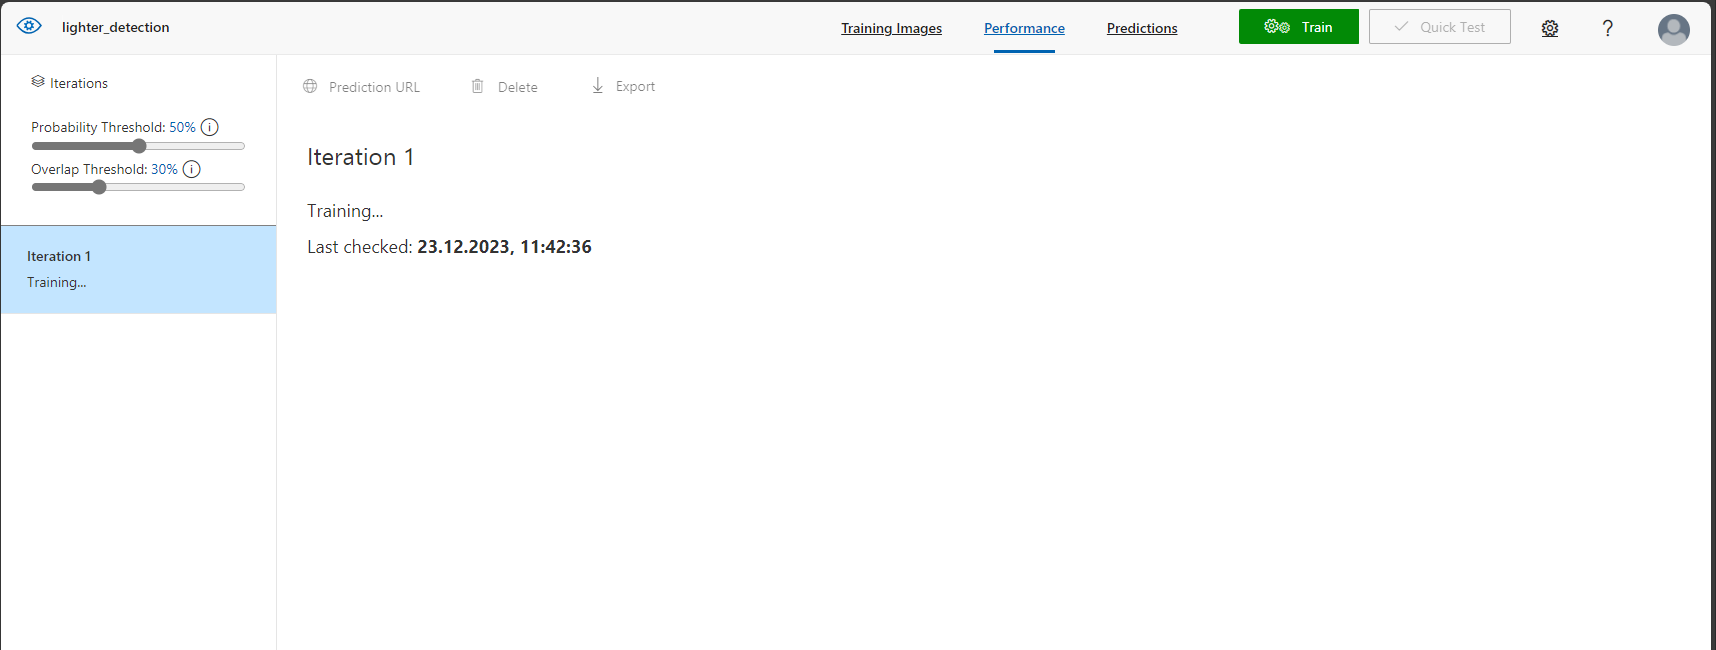 lighter_detection
Training Images
Performance
Predictions
Train
Quick Test
?
Iterations
Probability Threshold: 50% i
Overlap Threshold: 30% i
Iteration 1
Training...
Prediction URL
Delete
Export
Iteration 1
Training...
Last checked: 23.12.2023, 11:42:36